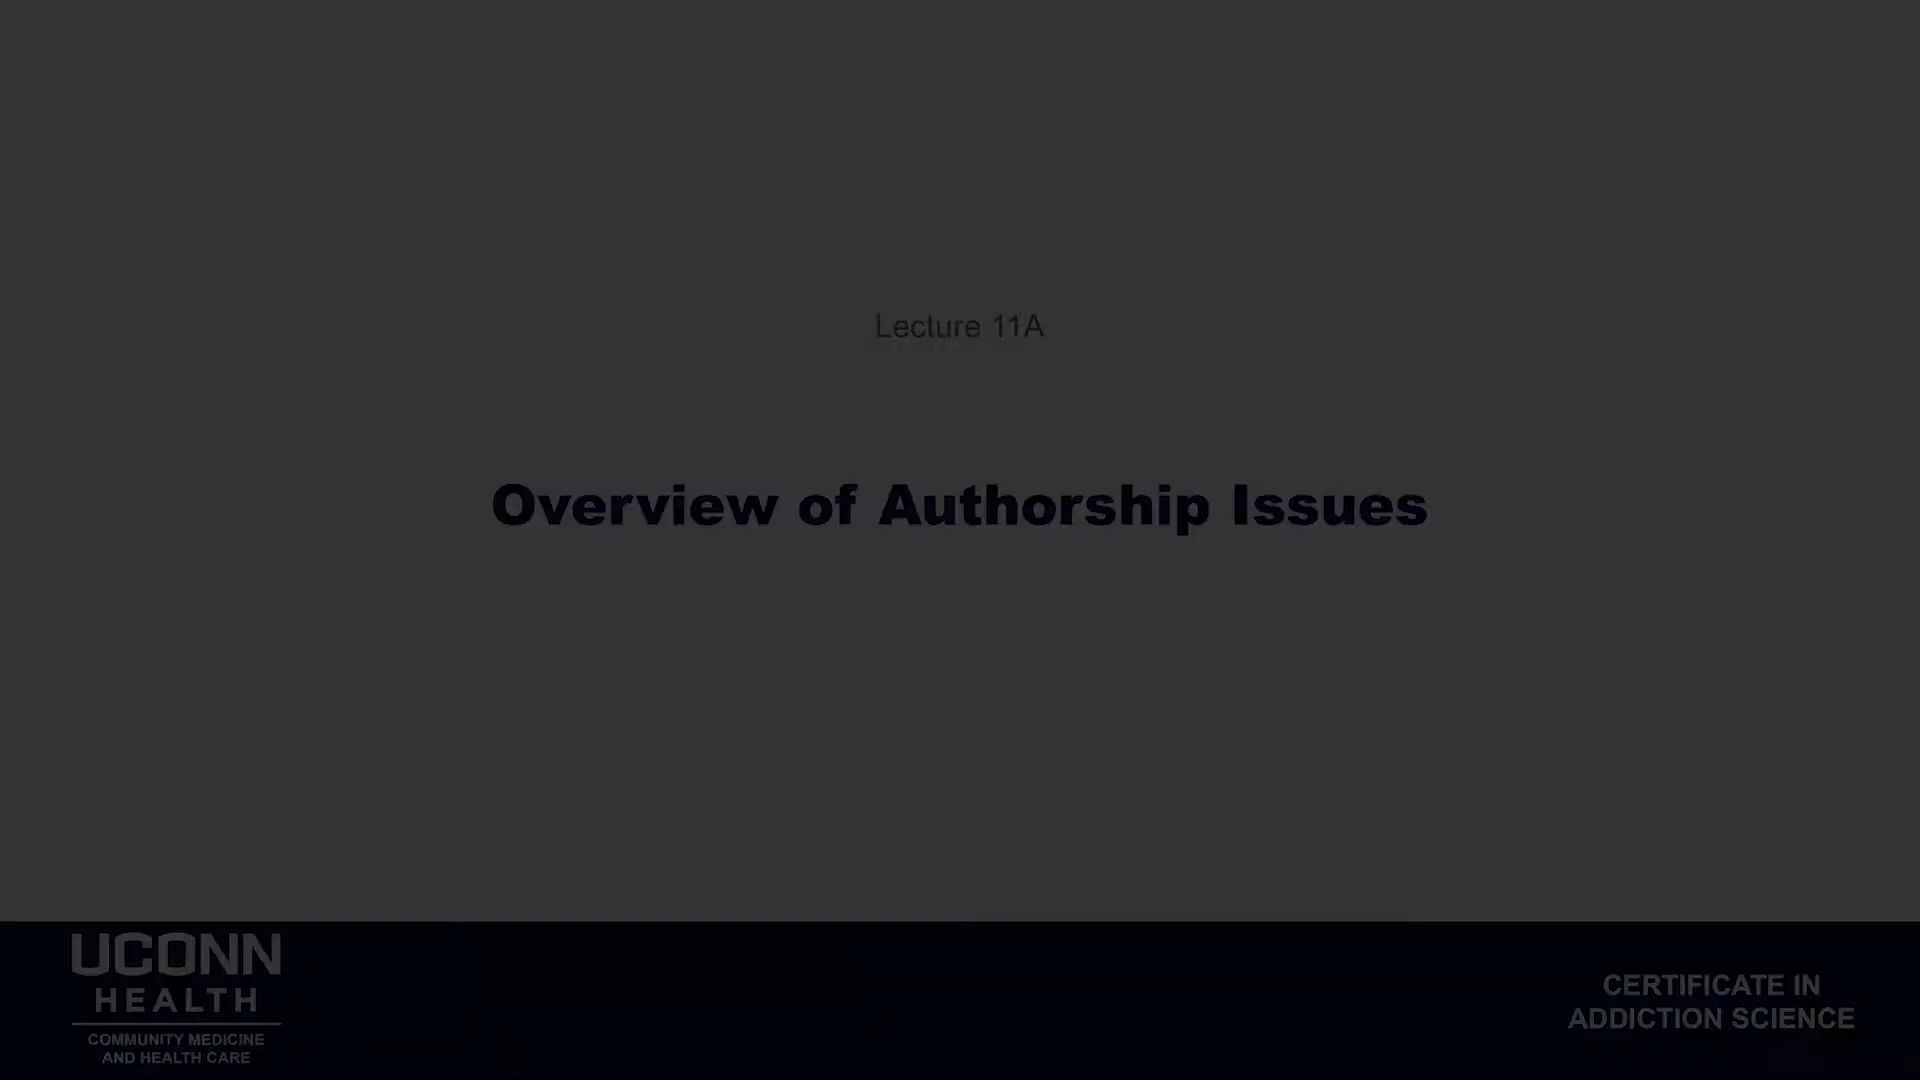 Lecture 11A
Overview of Authorship Issues
UCONN
HEALTH
COMMUNITY MEDICINE
AND HEALTH CARE
CERTIFICATE IN
ADDICTION SCIENCE